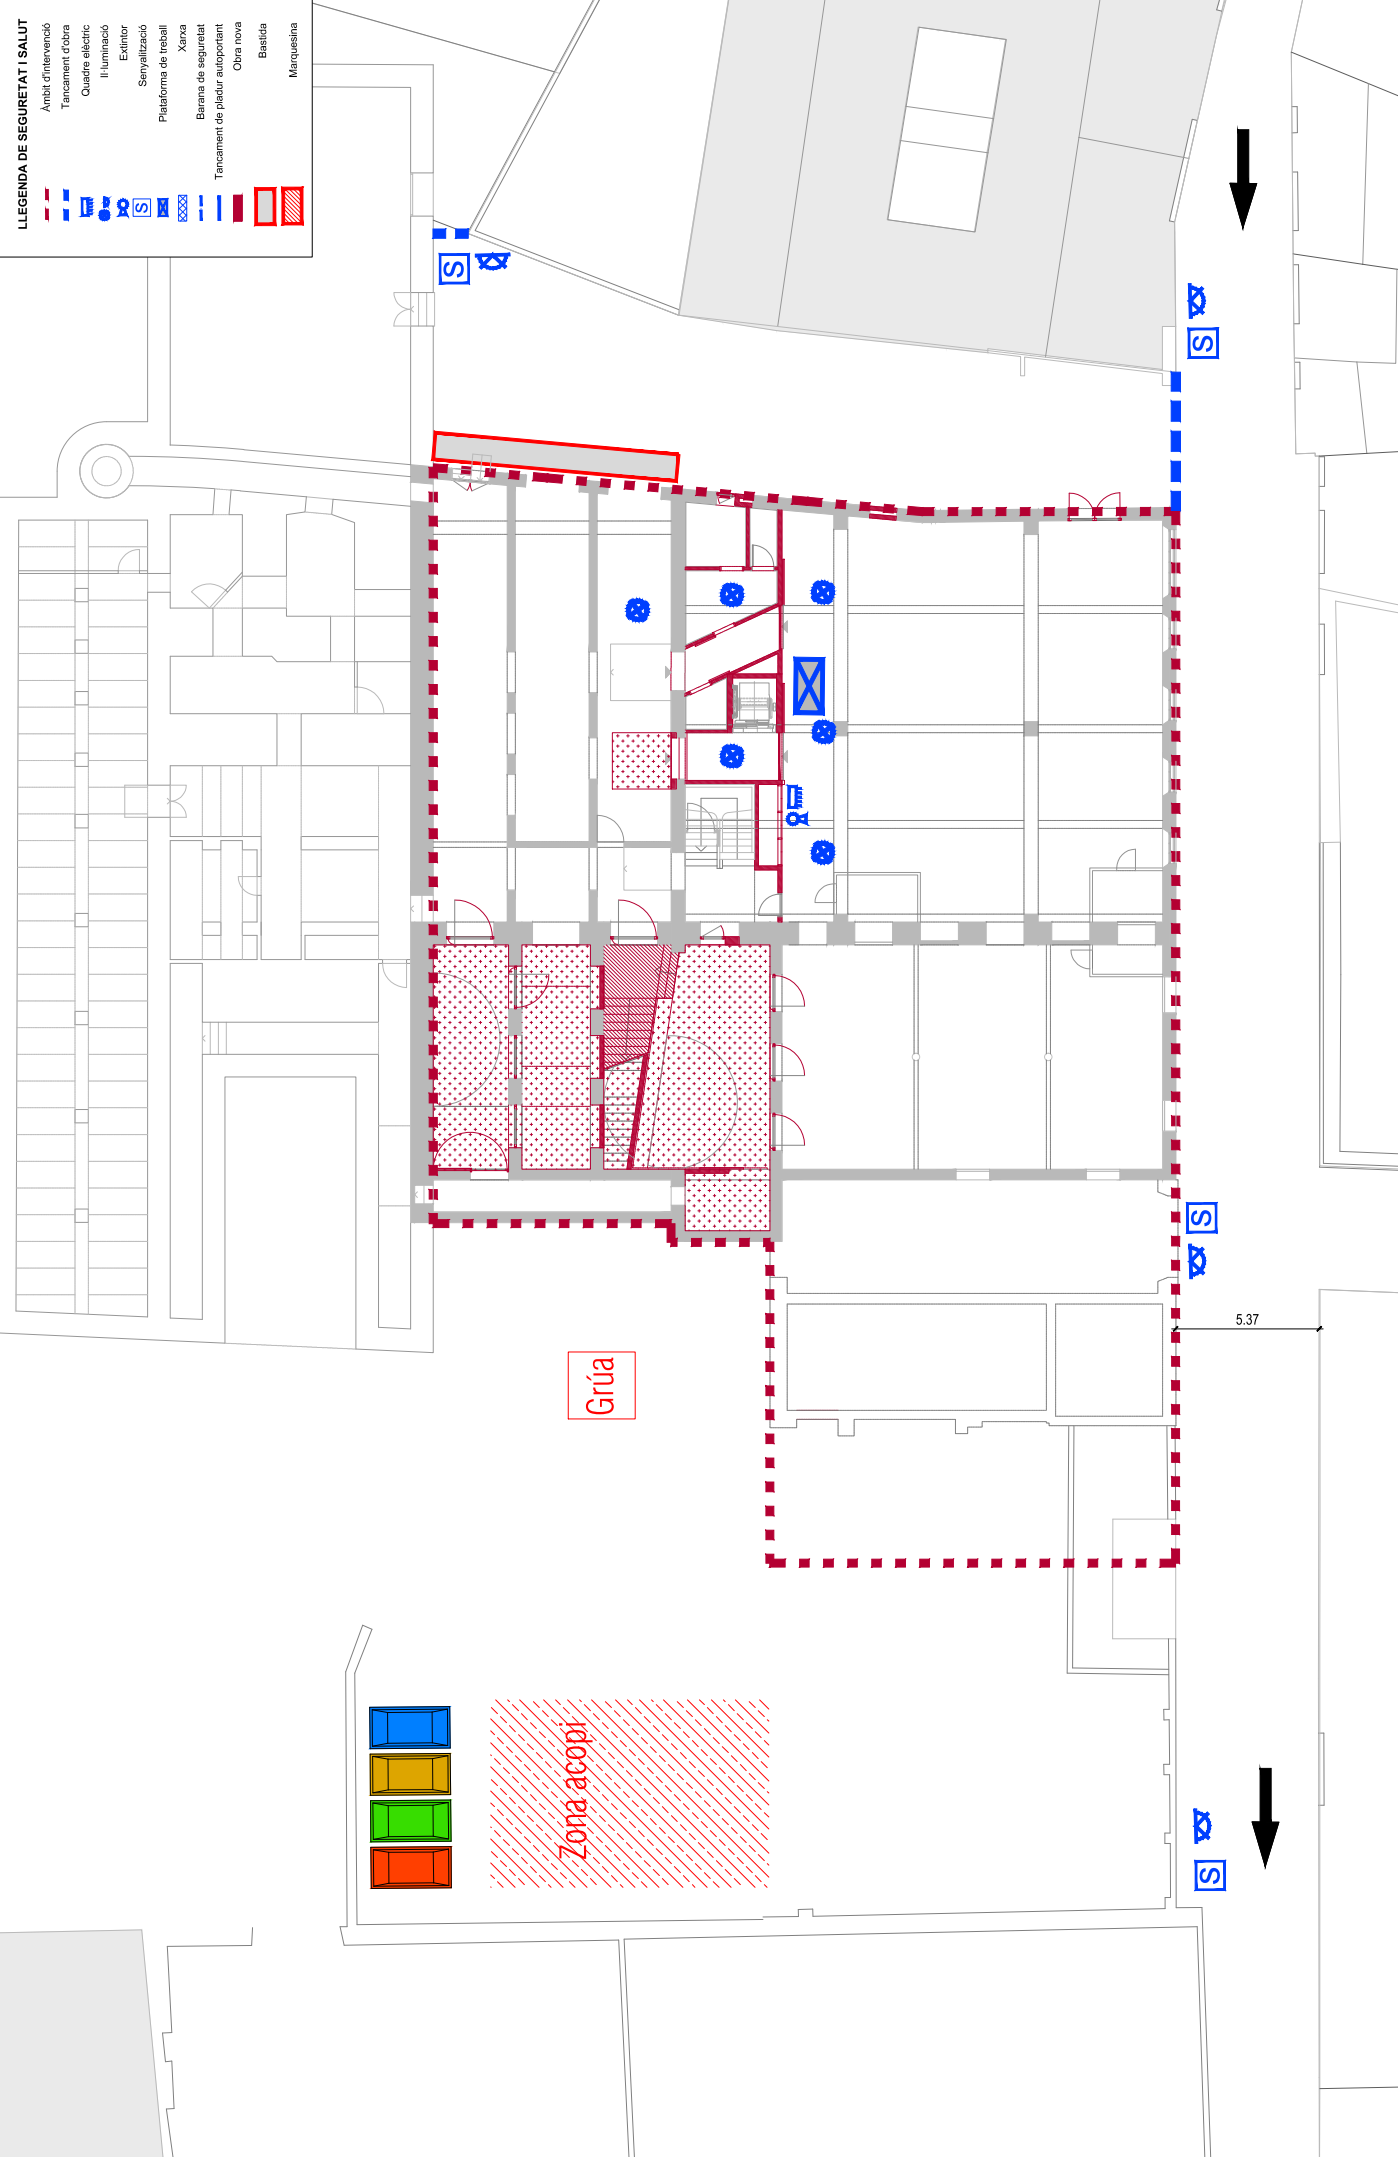 LLEGENDA DE SEGURETAT I SALUT
Àmbit d'intervenció
Tancament d'obra
Quadre elèctric
Il·luminació
Extintor
S Senyalització
Plataforma de treball
Xarxa
Barana de seguretat
Tancament de pladur autoportant
Obra nova
Bastida
Marquesina
S
S
S
5.37
Grúa
Zona acopi
S